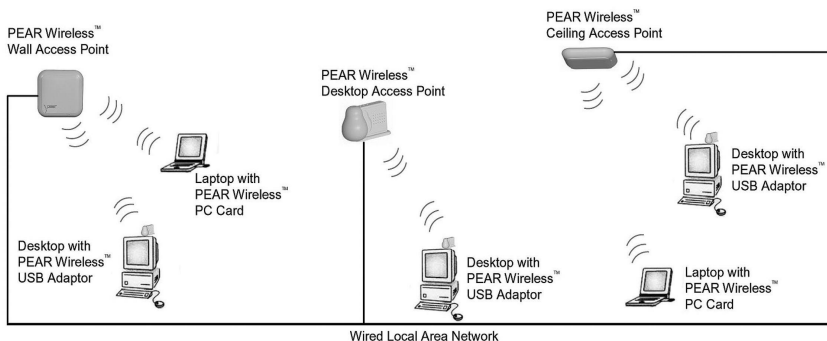 PEAR Wireless™
Wall Access Point
PEAR Wireless™
Desktop Access Point
PEAR Wireless™
Ceiling Access Point
Laptop with
PEAR Wireless™
PC Card
Desktop with
PEAR Wireless™
USB Adaptor
Desktop with
PEAR Wireless™
USB Adaptor
Desktop with
PEAR Wireless™
USB Adaptor
Laptop with
PEAR Wireless™
PC Card
Wired Local Area Network